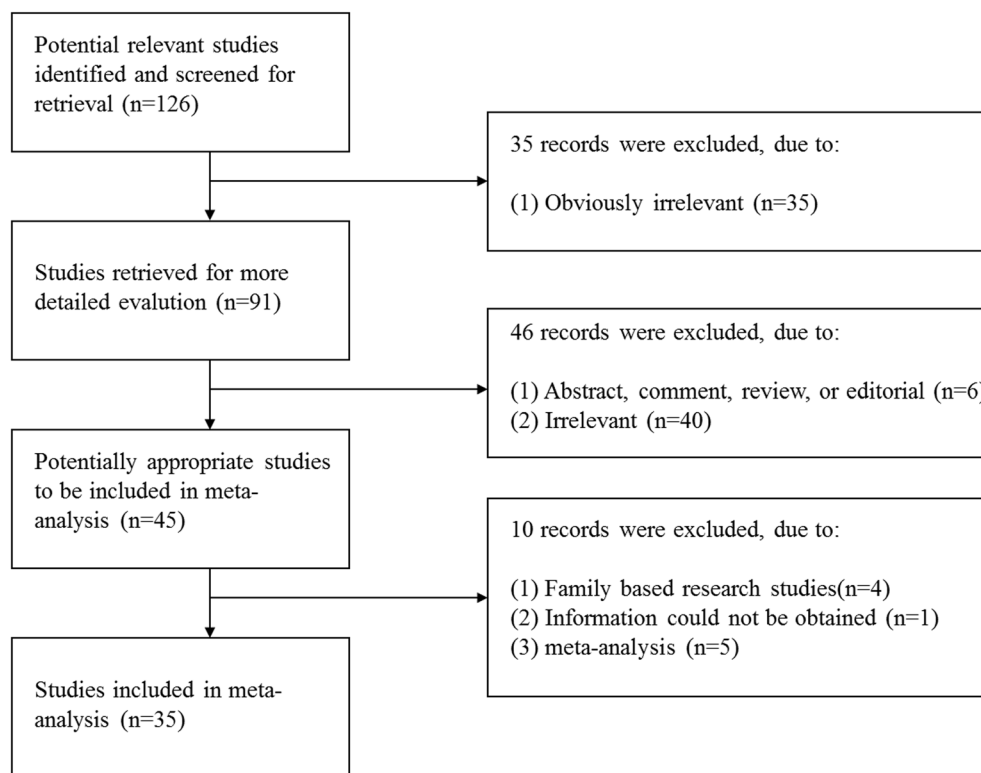 Potential relevant studies
identified and screened for
retrieval (n=126)
35 records were excluded, due to:
(1) Obviously irrelevant (n=35)
Studies retrieved for more
detailed evalution (n=91)
46 records were excluded, due to:
(1) Abstract, comment, review, or editorial (n=6)
(2) Irrelevant (n=40)
Potentially appropriate studies
to be included in meta-
analysis (n=45)
10 records were excluded, due to:
(1) Family based research studies(n=4)
(2) Information could not be obtained (n=1)
(3) meta-analysis (n=5)
Studies included in meta-
analysis (n=35)